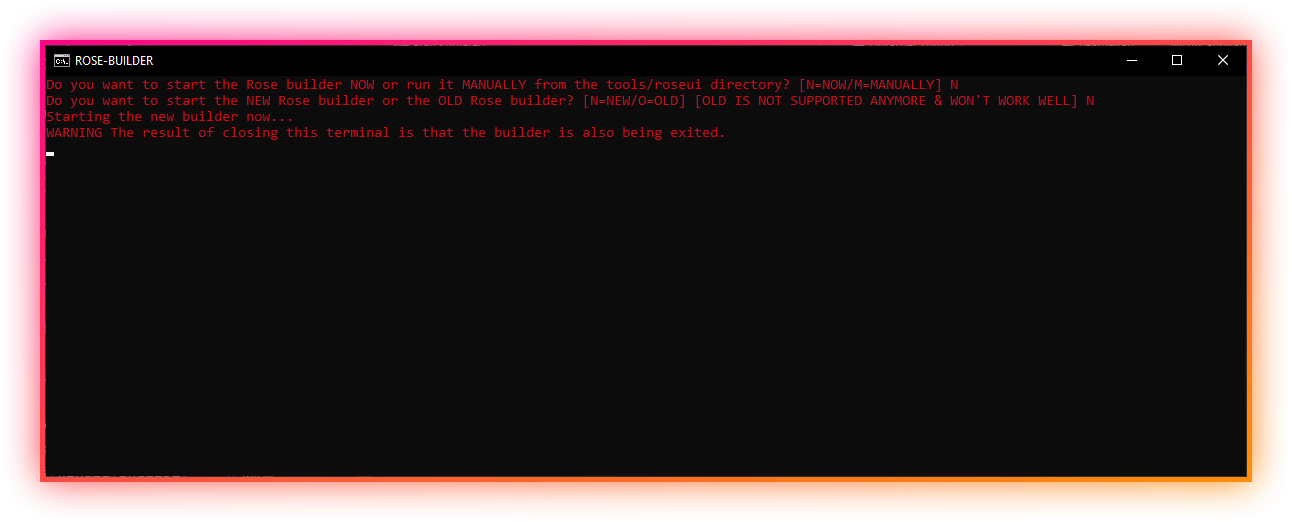 ROSE-BUILDER
Do you want to start the Rose builder NOW or run it MANUALLY from the tools/roseui directory? [N=NOW/M=MANUALLY] N
Do you want to start the NEW Rose builder or the OLD Rose builder? [N=NEW/O=OLD] [OLD IS NOT SUPPORTED ANYMORE & WON'T WORK WELL] N
Starting the new builder now...
WARNING The result of closing this terminal is that the builder is also being exited.